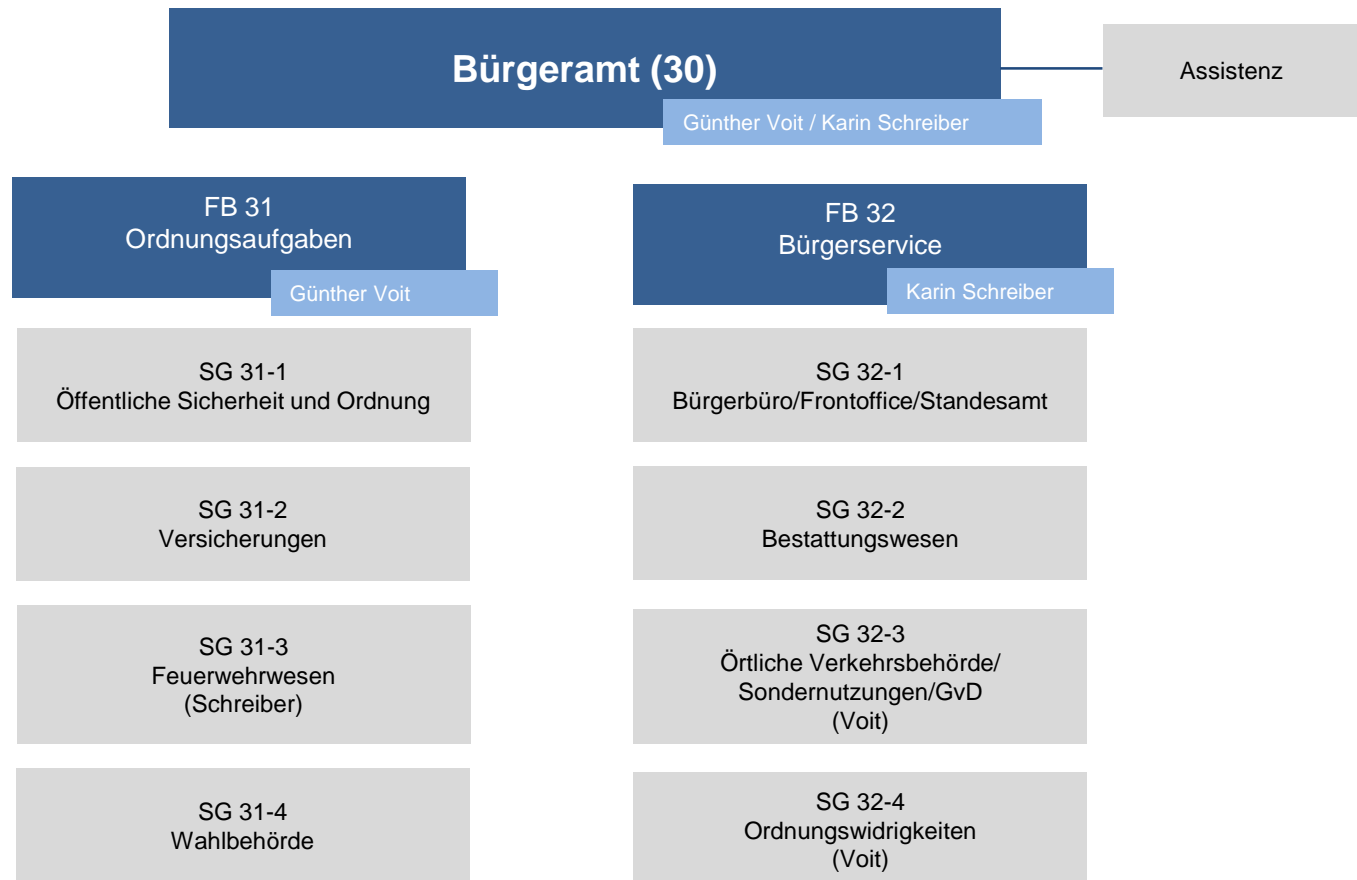 Bürgeramt (30)
Günther Voit / Karin Schreiber
Assistenz
FB 31
Ordnungsaufgaben
Günther Voit
SG 31-1
Öffentliche Sicherheit und Ordnung
SG 31-2
Versicherungen
SG 31-3
Feuerwehrwesen
(Schreiber)
SG 31-4
Wahlbehörde
FB 32
Bürgerservice
Karin Schreiber
SG 32-1
Bürgerbüro/Frontoffice/Standesamt
SG 32-2
Bestattungswesen
SG 32-3
Örtliche Verkehrsbehörde/
Sondernutzungen/GvD
(Voit)
SG 32-4
Ordnungswidrigkeiten
(Voit)